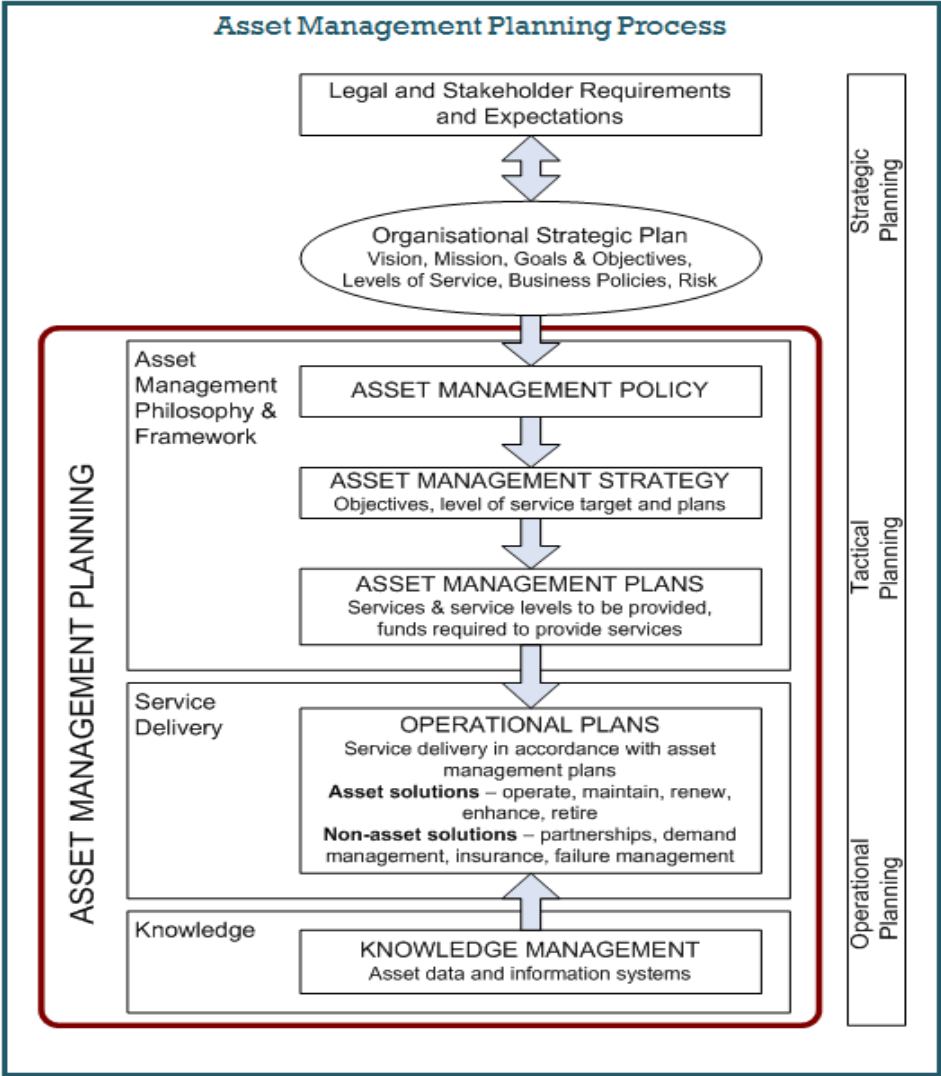 Asset Management Planning Process
Legal and Stakeholder Requirements
and Expectations
Organisational Strategic Plan
Vision, Mission, Goals & Objectives,
Levels of Service, Business Policies, Risk
Strategic
Planning
ASSET MANAGEMENT PLANNING
Asset
Management
Philosophy &
Framework
ASSET MANAGEMENT POLICY
ASSET MANAGEMENT STRATEGY
Objectives, level of service target and plans
ASSET MANAGEMENT PLANS
Services & service levels to be provided,
funds required to provide services
Tactical
Planning
Service
Delivery
OPERATIONAL PLANS
Service delivery in accordance with asset
management plans
Asset solutions – operate, maintain, renew,
enhance, retire
Non-asset solutions – partnerships, demand
management, insurance, failure management
Operational
Planning
Knowledge
KNOWLEDGE MANAGEMENT
Asset data and information systems